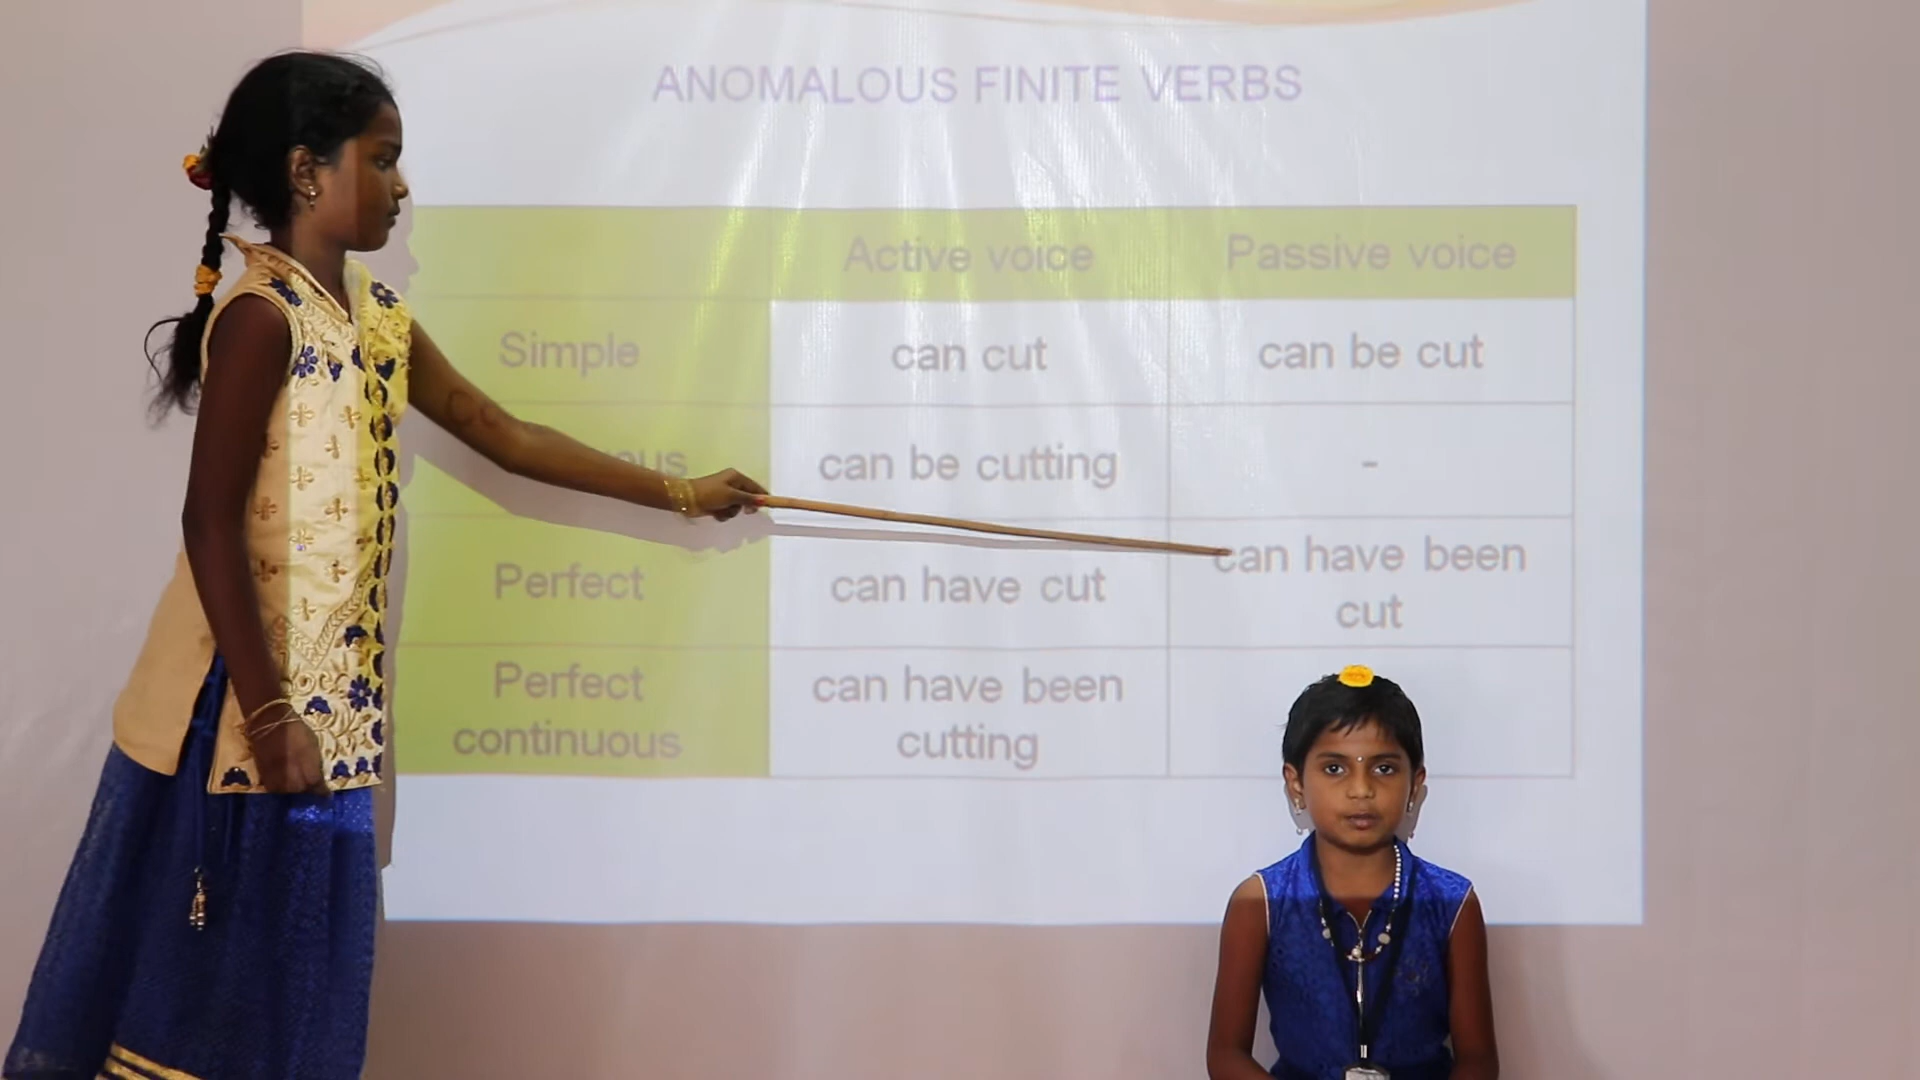 ANOMALOUS FINITE VERBS
Active voice
Passive voice
Simple
can cut
can be cut
can be cutting
-
Perfect
can have cut
can have been
cut
Perfect
continuous
can have been
cutting